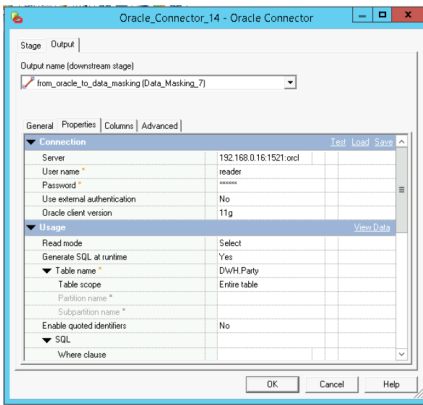 Oracle_Connector_14 - Oracle Connector
Stage Output
Output name (downstream stage)
from_oracle_to_data_masking (Data_Masking_7)
General Properties Columns Advanced
Connection Test Load Save
Server 192.168.0.16:1521:orcl
User name * reader
Password * ******
Use external authentication No
Oracle client version 11g
Usage View Data
Read mode Select
Generate SQL at runtime Yes
Table name * DWH.Party
Table scope Entire table
Partition name *
Subpartition name *
Enable quoted identifiers No
SQL
Where clause
OK Cancel Help